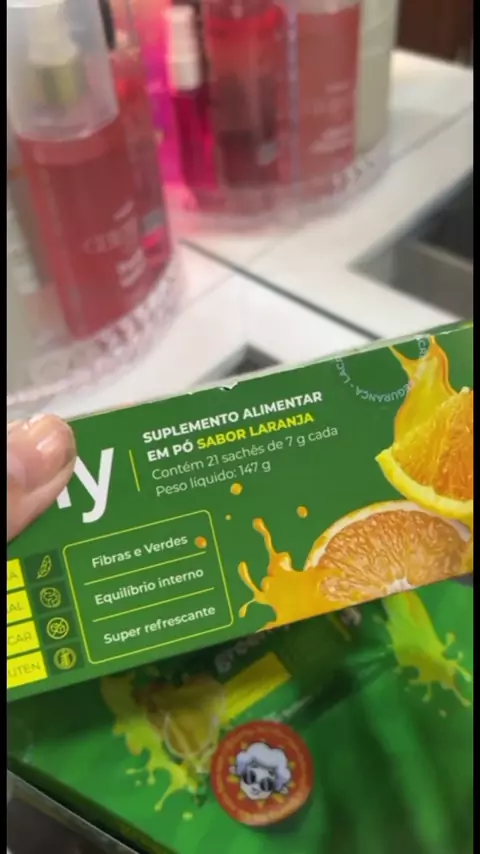 SUPLEMENTO ALIMENTAR
EM PÓ SABOR LARANJA
Contém 21 sachês de 7 g cada
Peso líquido: 147 g
Fibras e Verdes
Equilíbrio interno
Super refrescante
green